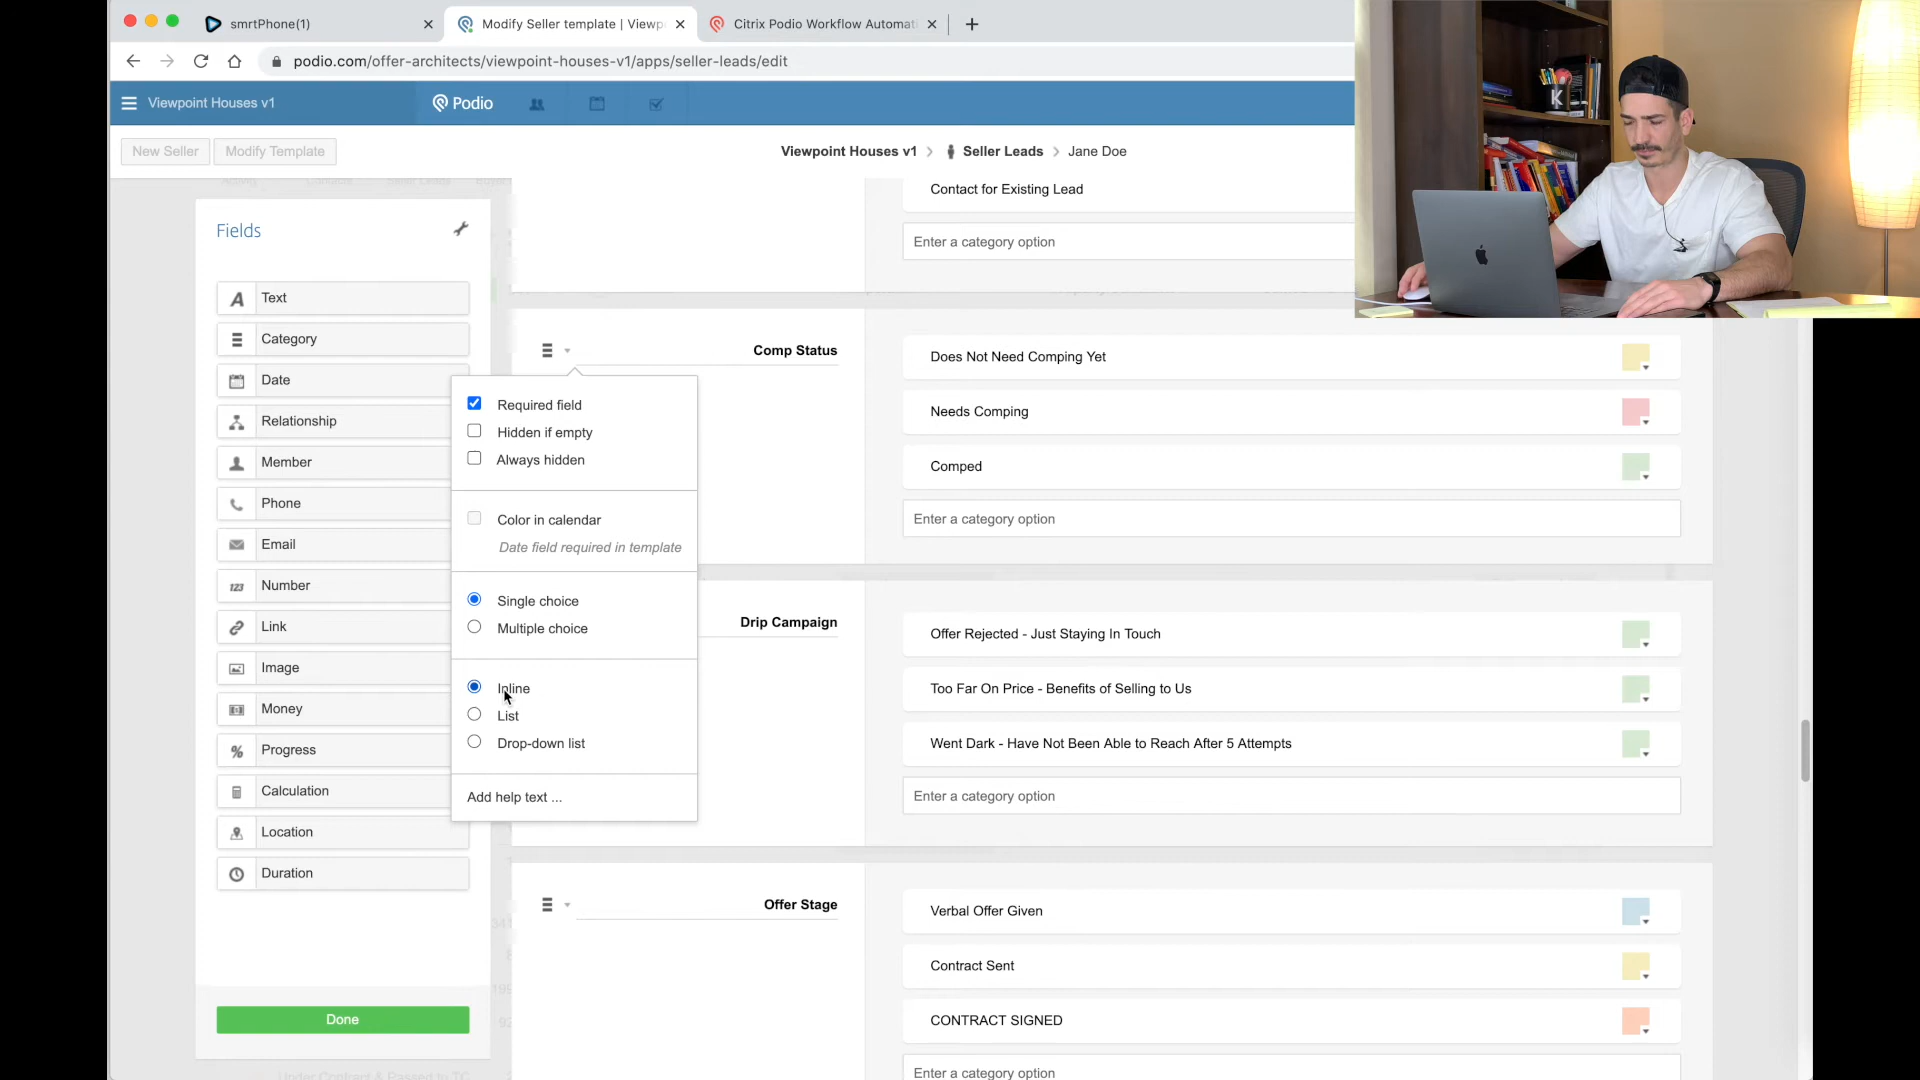 smrtPhone(1)
Modify Seller template | Viewp
Citrix Podio Workflow Automat
podio.com/offer-architects/viewpoint-houses-v1/apps/seller-leads/edit
Viewpoint Houses v1
Podio
New Seller
Modify Template
Viewpoint Houses v1 > Seller Leads > Jane Doe
Fields
Text
Category
Date
Relationship
Member
Phone
Email
Number
Link
Image
Money
Progress
Calculation
Location
Duration
Done
Required field
Hidden if empty
Always hidden
Color in calendar
Date field required in template
Single choice
Multiple choice
Inline
List
Drop-down list
Add help text ...
Contact for Existing Lead
Enter a category option
Comp Status
Does Not Need Comping Yet
Needs Comping
Comped
Enter a category option
Drip Campaign
Offer Rejected - Just Staying In Touch
Too Far On Price - Benefits of Selling to Us
Went Dark - Have Not Been Able to Reach After 5 Attempts
Enter a category option
Offer Stage
Verbal Offer Given
Contract Sent
CONTRACT SIGNED
Enter a category option
Under Contract & Passed to TC
K